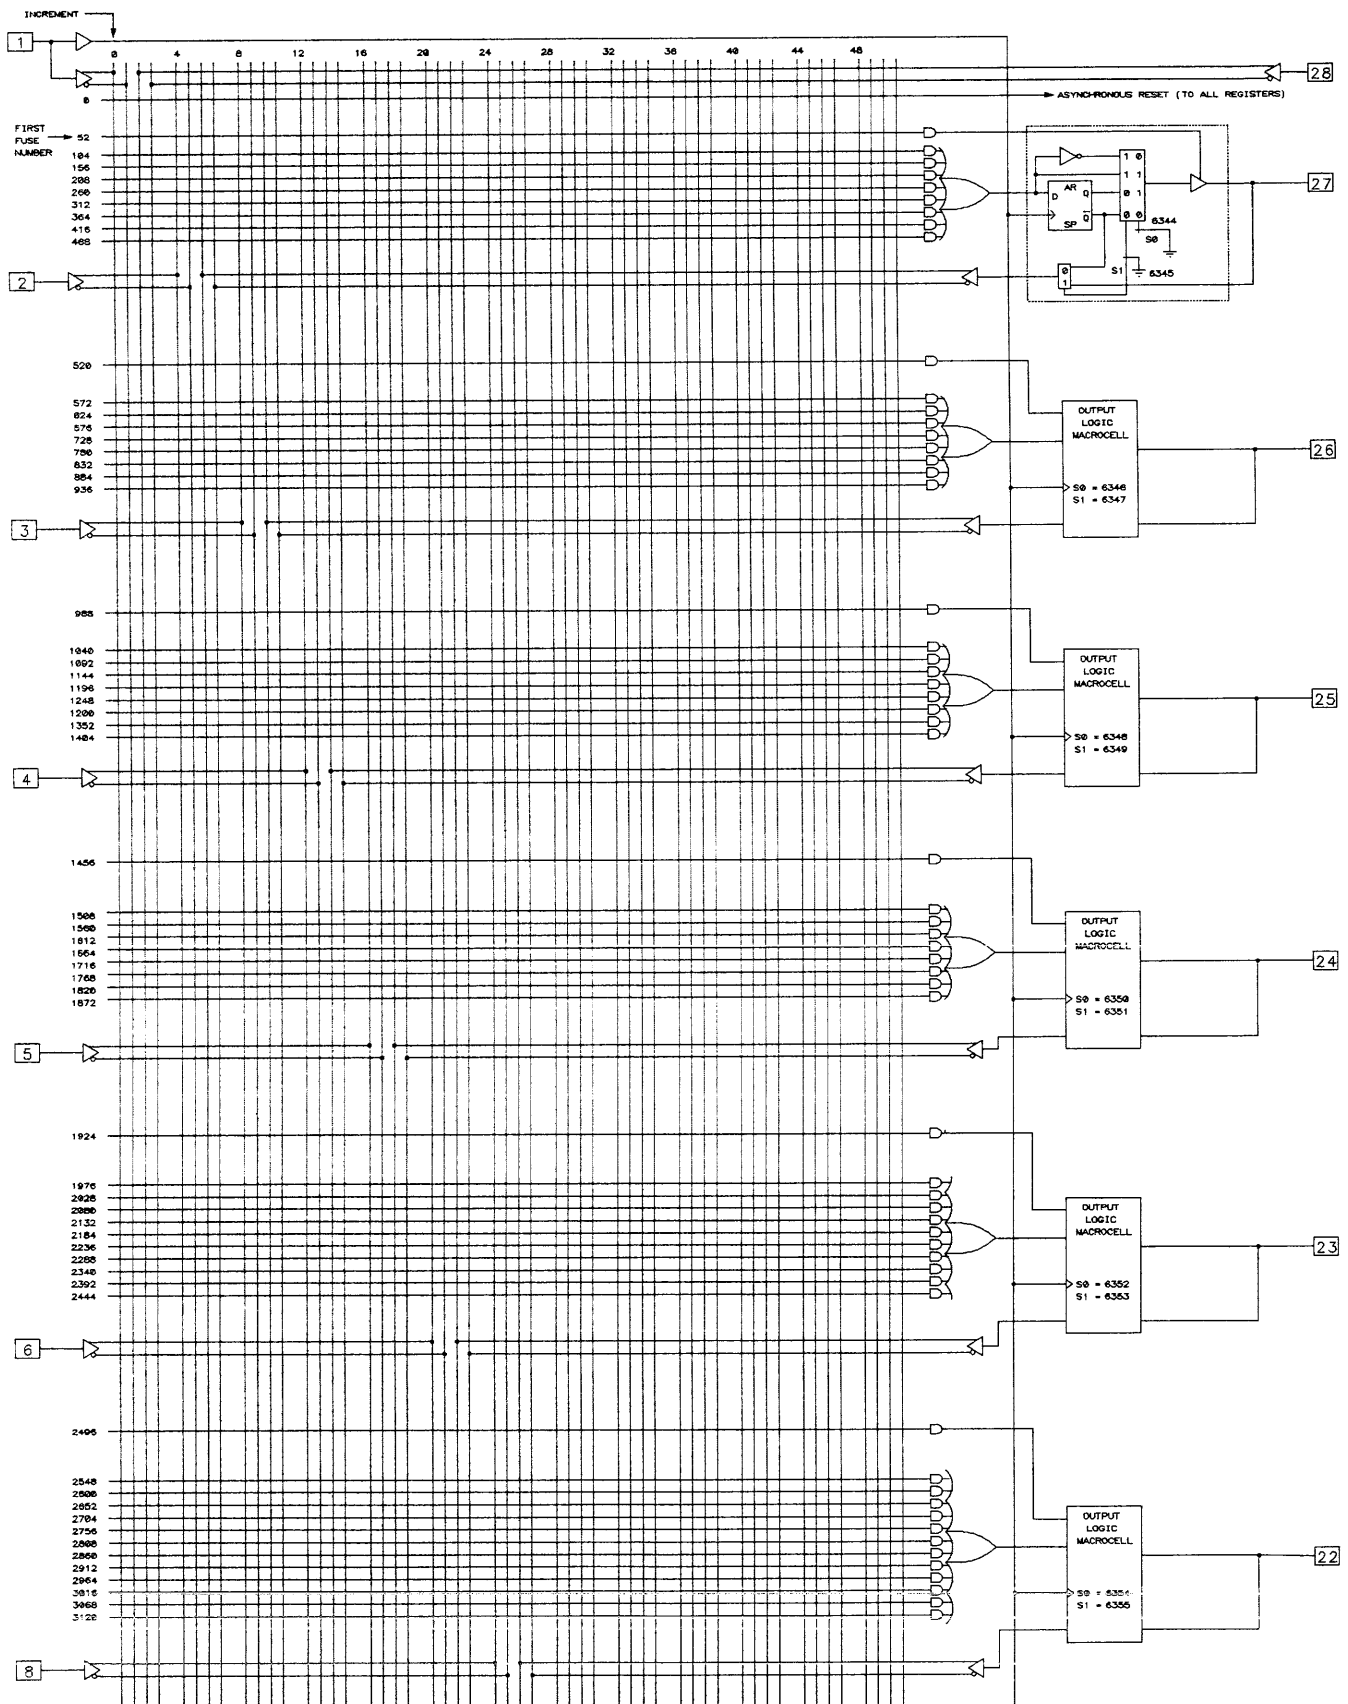 INCREMENT
1
0 4 8 12 16 20 24 28 32 36 40 44 48
28
0
ASYNCHRONOUS RESET (TO ALL REGISTERS)
FIRST
FUSE
NUMBER
52
104
156
208
260
312
364
416
468
1 0
1 1
0 1
0 0
AR
D Q
Q
SP
6344
S0
S1
6345
0
1
27
2
520
572
624
676
728
780
832
884
936
OUTPUT
LOGIC
MACROCELL
S0 = 6346
S1 = 6347
26
3
988
1040
1092
1144
1196
1248
1200
1352
1404
OUTPUT
LOGIC
MACROCELL
S0 = 6348
S1 = 6349
25
4
1456
1508
1560
1612
1664
1716
1768
1820
1872
OUTPUT
LOGIC
MACROCELL
S0 = 6350
S1 = 6351
24
5
1924
1976
2028
2080
2132
2184
2236
2288
2340
2392
2444
OUTPUT
LOGIC
MACROCELL
S0 = 6352
S1 = 6353
23
6
2496
2548
2600
2652
2704
2756
2808
2860
2912
2964
3016
3068
3120
OUTPUT
LOGIC
MACROCELL
S0 = 6354
S1 = 6355
22
8